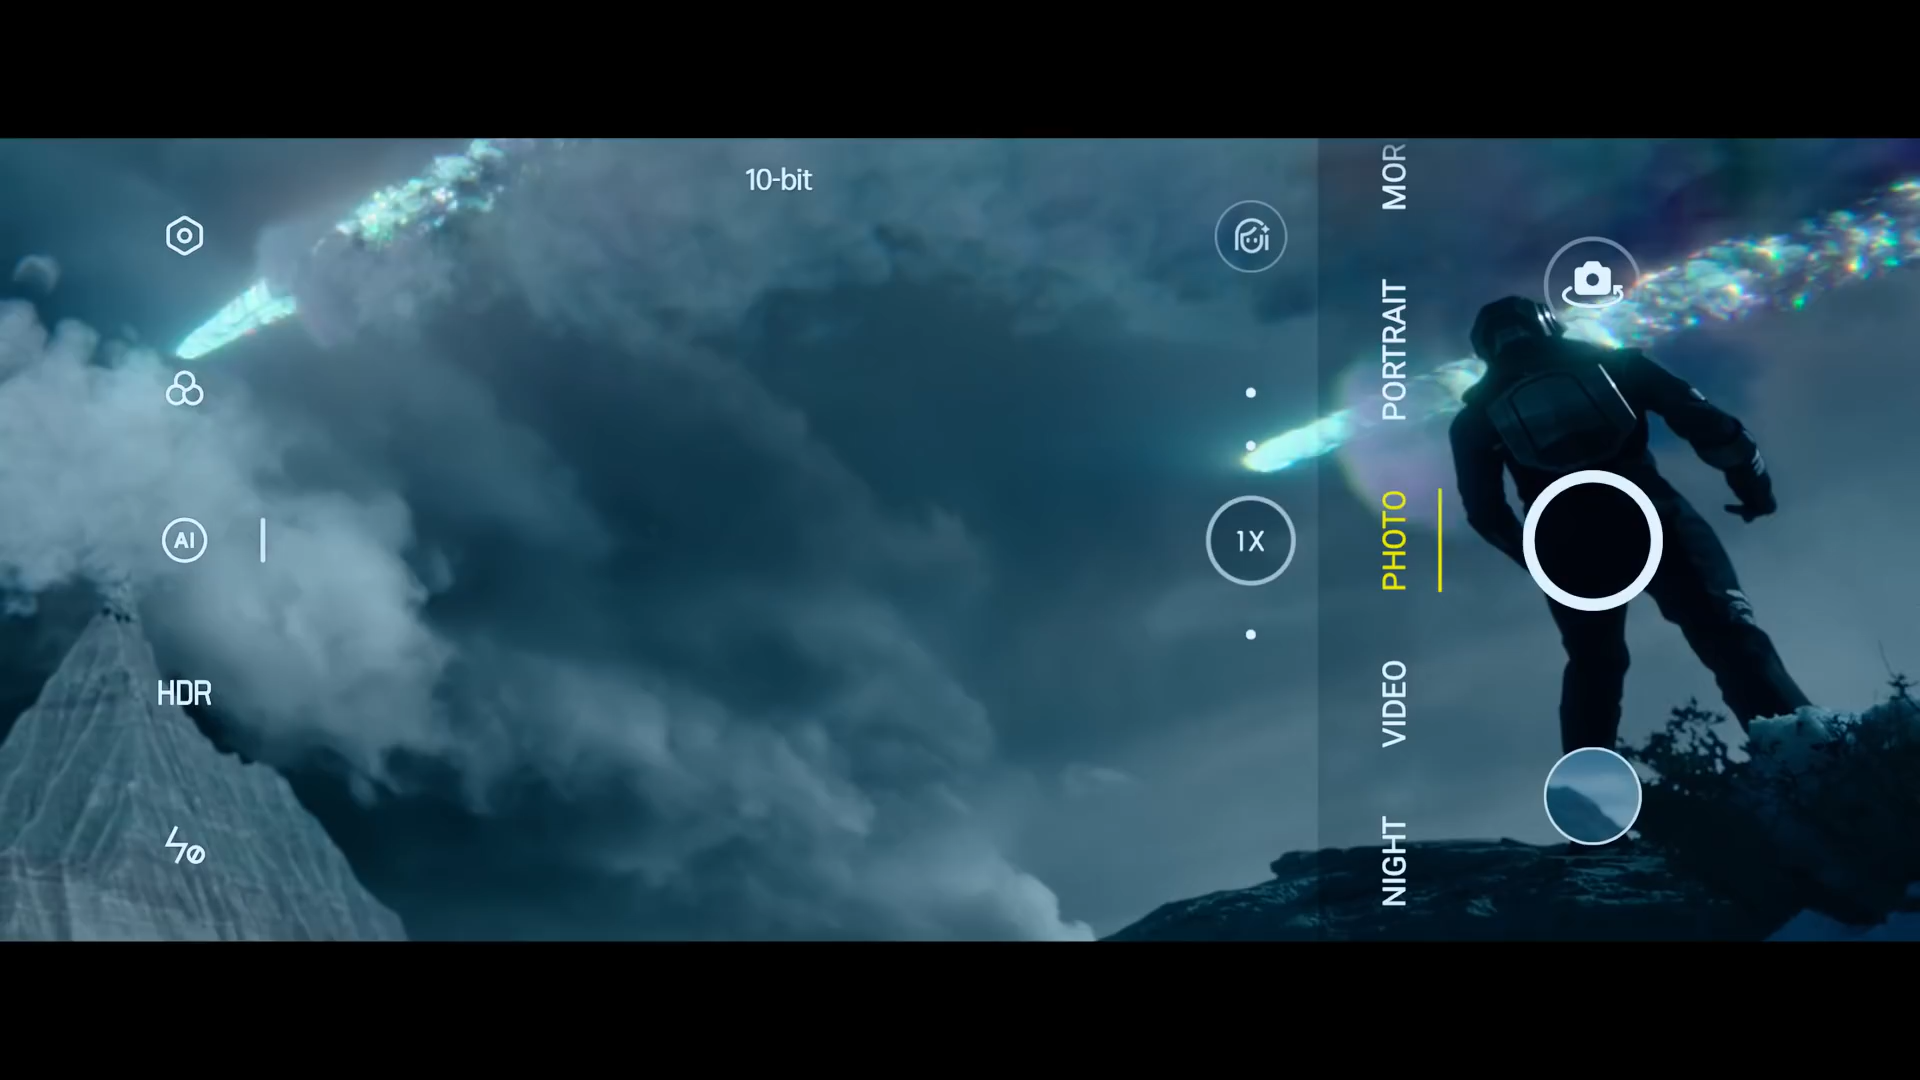 10-bit
AI
HDR
1X
MOR
PORTRAIT
PHOTO
VIDEO
NIGHT